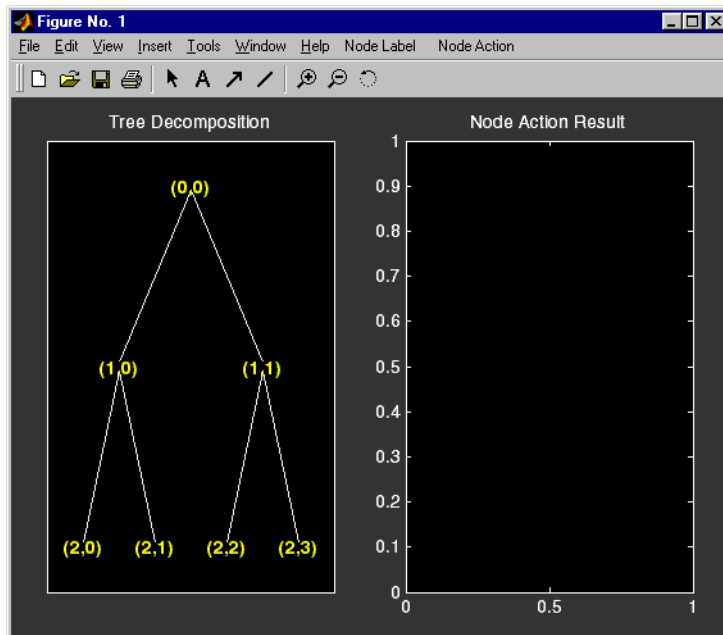 Figure No. 1
File Edit View Insert Tools Window Help Node Label Node Action
A
Tree Decomposition
(0,0)
(1,0) (1,1)
(2,0) (2,1) (2,2) (2,3)
Node Action Result
1
0.9
0.8
0.7
0.6
0.5
0.4
0.3
0.2
0.1
0
0 0.5 1